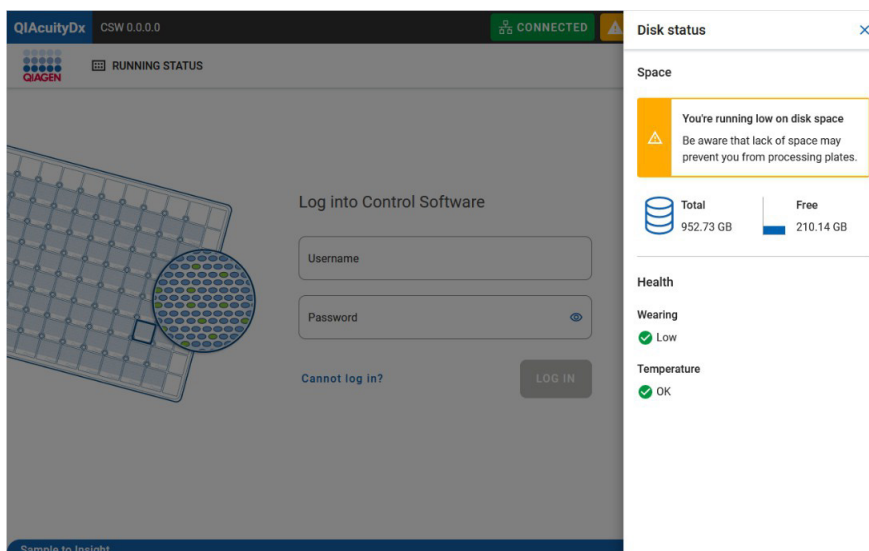 QIAcuityDx CSW 0.0.0.0 CONNECTED
QIAGEN RUNNING STATUS
Log into Control Software
Username
Password
Cannot log in? LOG IN
Sample to Insight
Disk status
Space
You're running low on disk space
Be aware that lack of space may
prevent you from processing plates.
Total Free
952.73 GB 210.14 GB
Health
Wearing
Low
Temperature
OK